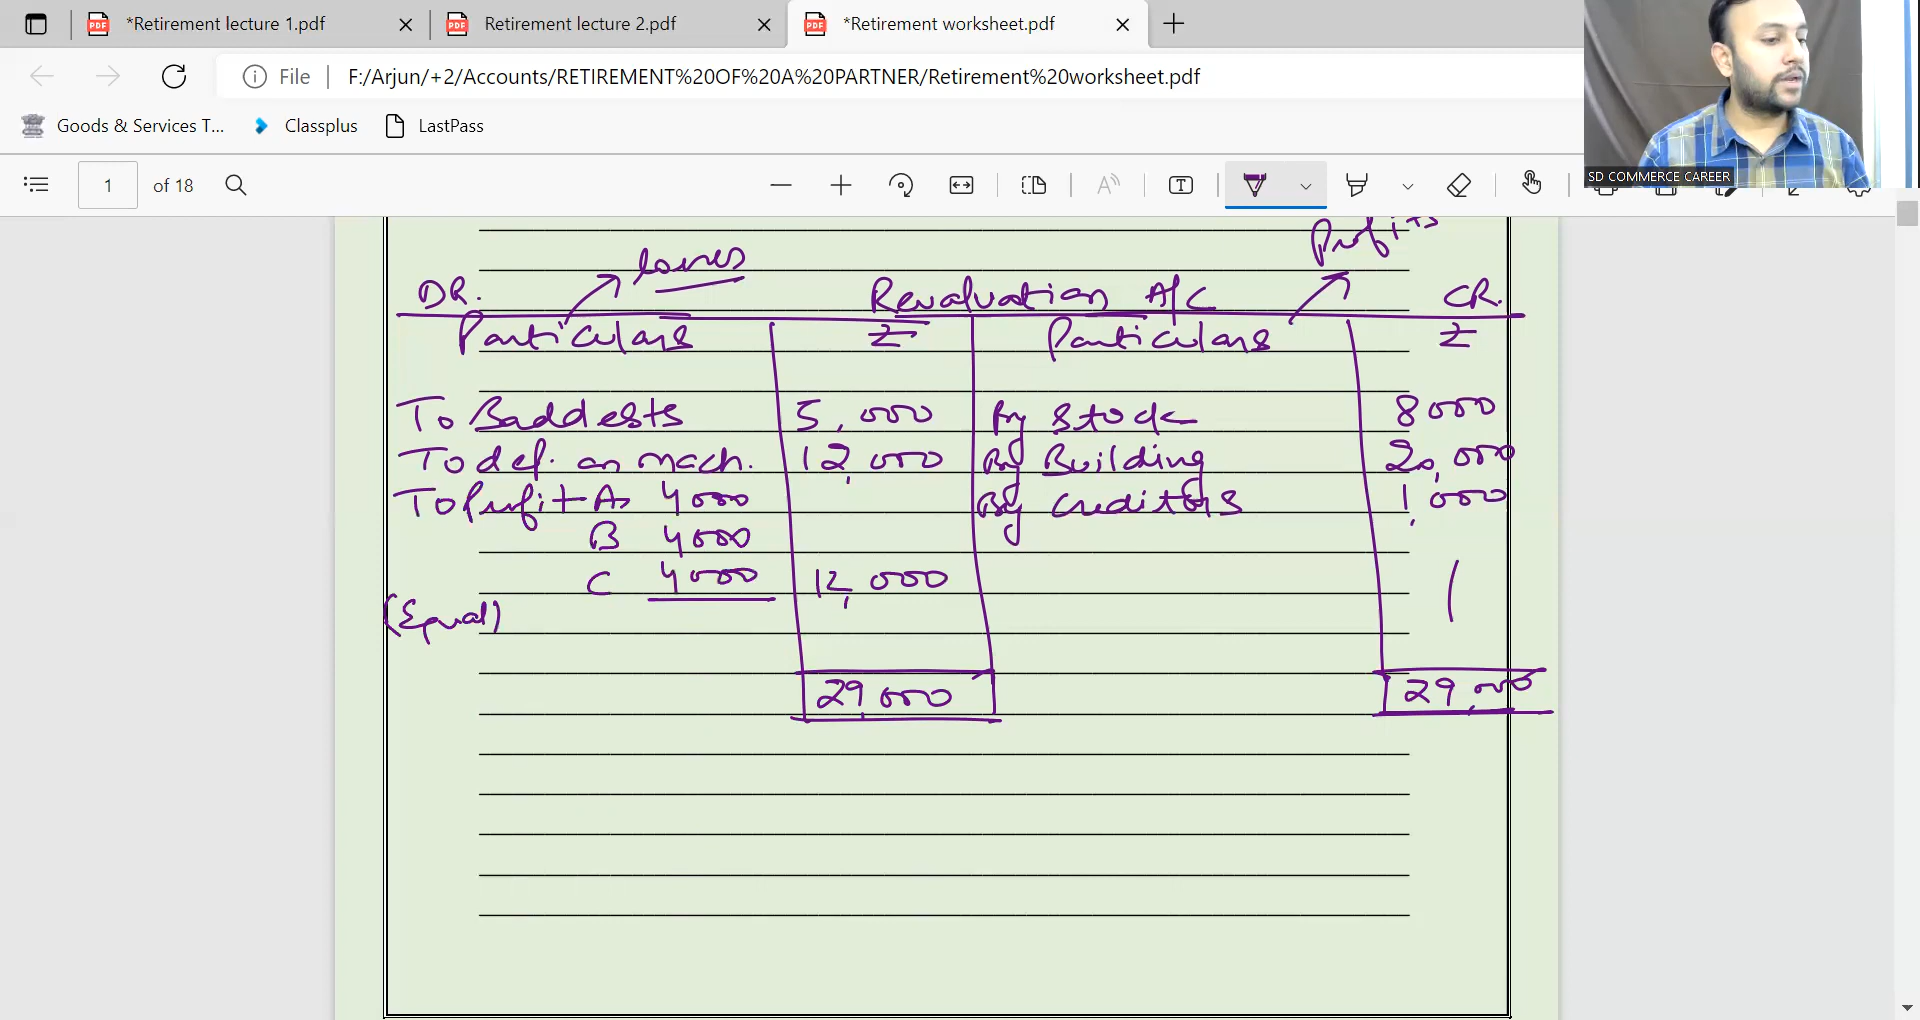 *Retirement lecture 1.pdf
Retirement lecture 2.pdf
*Retirement worksheet.pdf
File
F:/Arjun/+2/Accounts/RETIREMENT%20OF%20A%20PARTNER/Retirement%20worksheet.pdf
Goods & Services T...
Classplus
LastPass
SD COMMERCE CAREER
1 of 18
losses
Profits
DR. Revaluation A/C CR.
Particulars ₹ Particulars ₹
To Baddebts 5,000 By Stock 8000
To dep. on mach. 12,000 By Building 20,000
To Profit A 4000 By Creditors 1,000
B 4000
C 4000 12,000
(Equal)
29,000 29,000